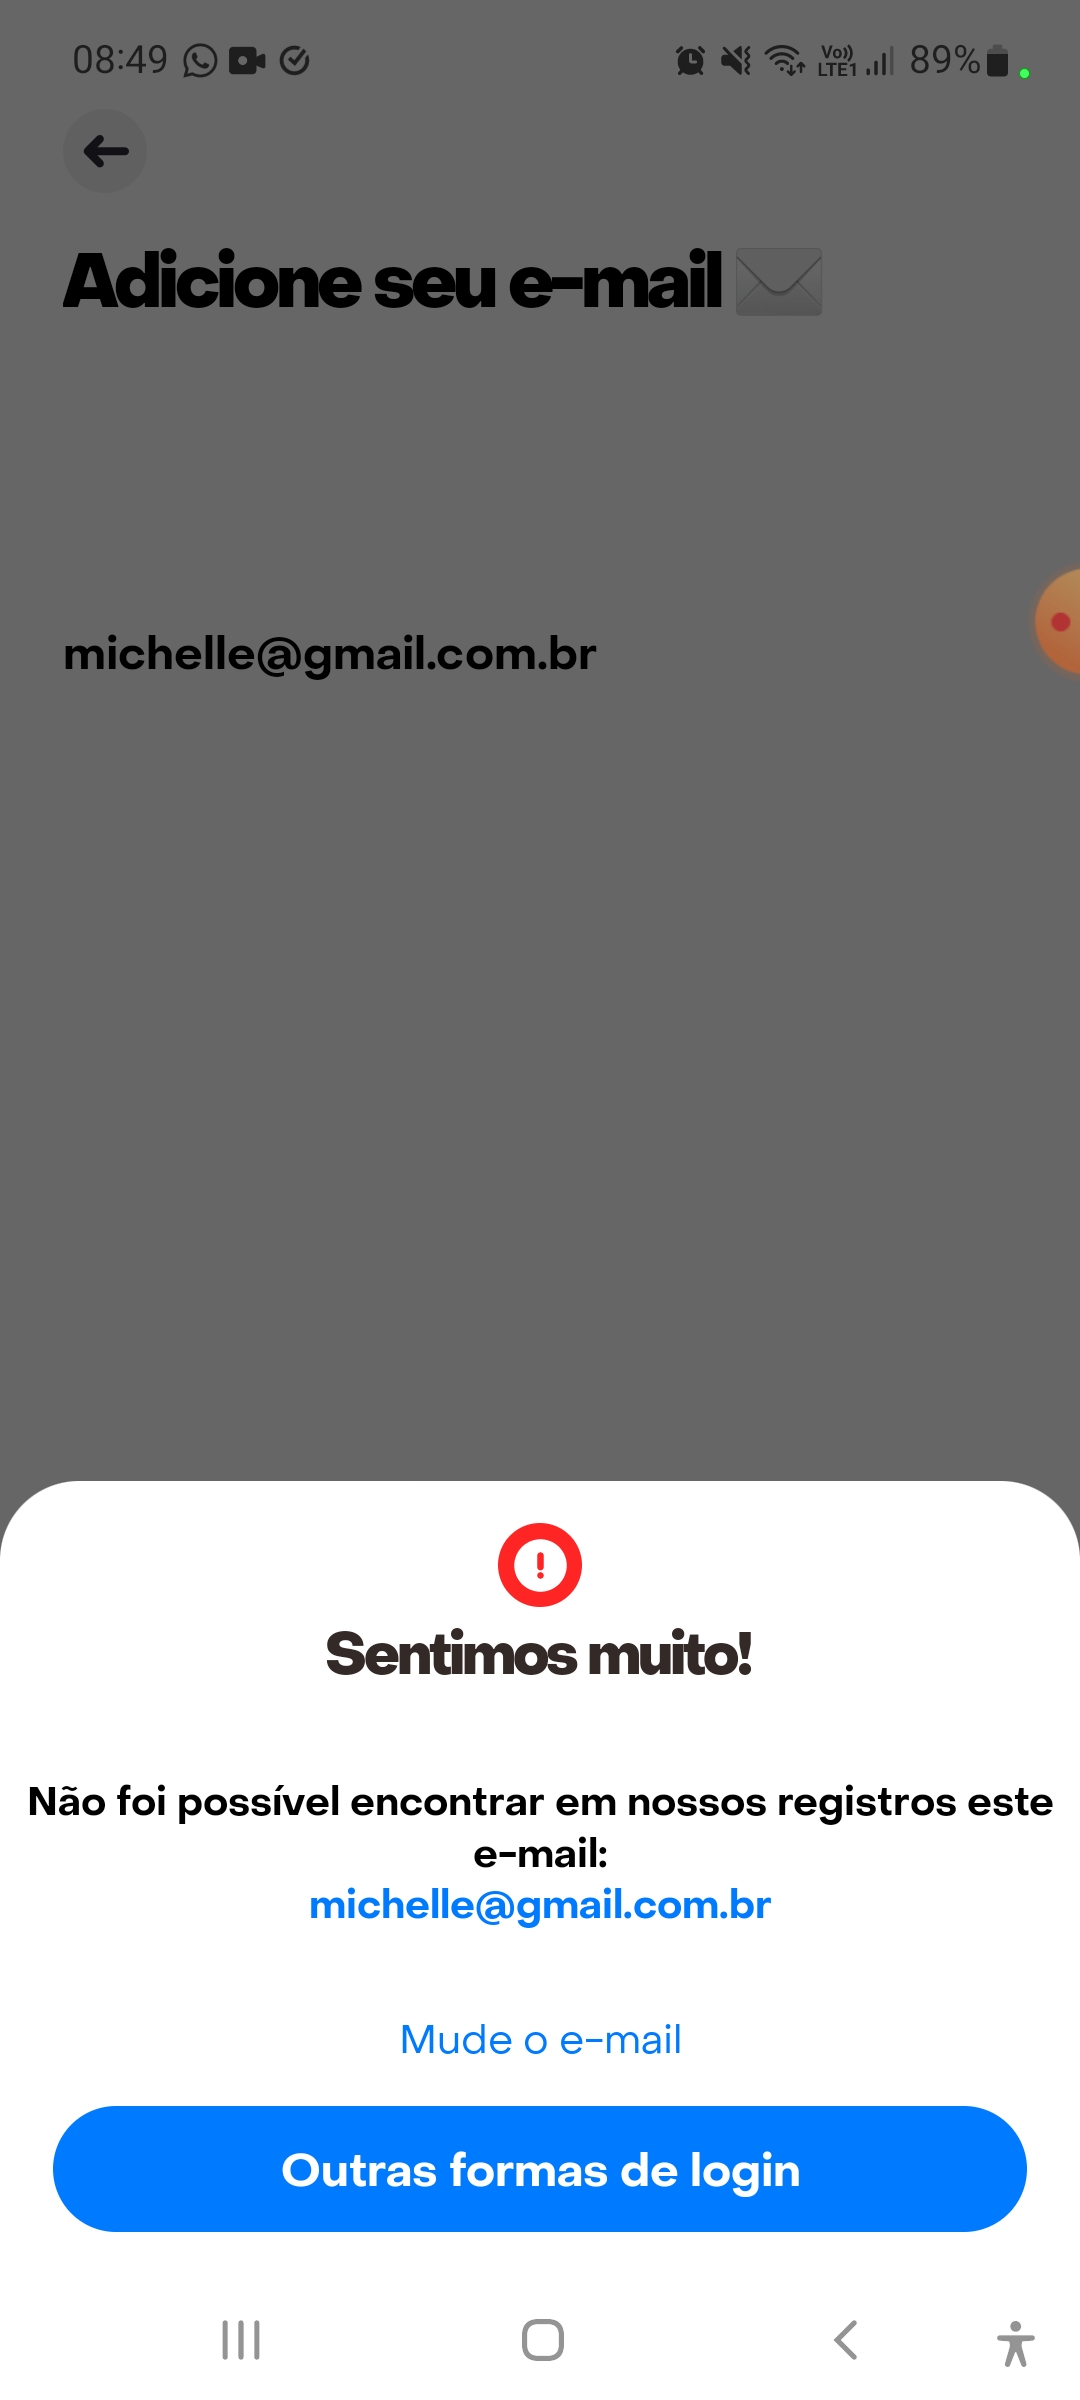 08:49
Vo)) LTE1 89%
Adicione seu e-mail
michelle@gmail.com.br
Sentimos muito!
Não foi possível encontrar em nossos registros este
e-mail:
michelle@gmail.com.br
Mude o e-mail
Outras formas de login